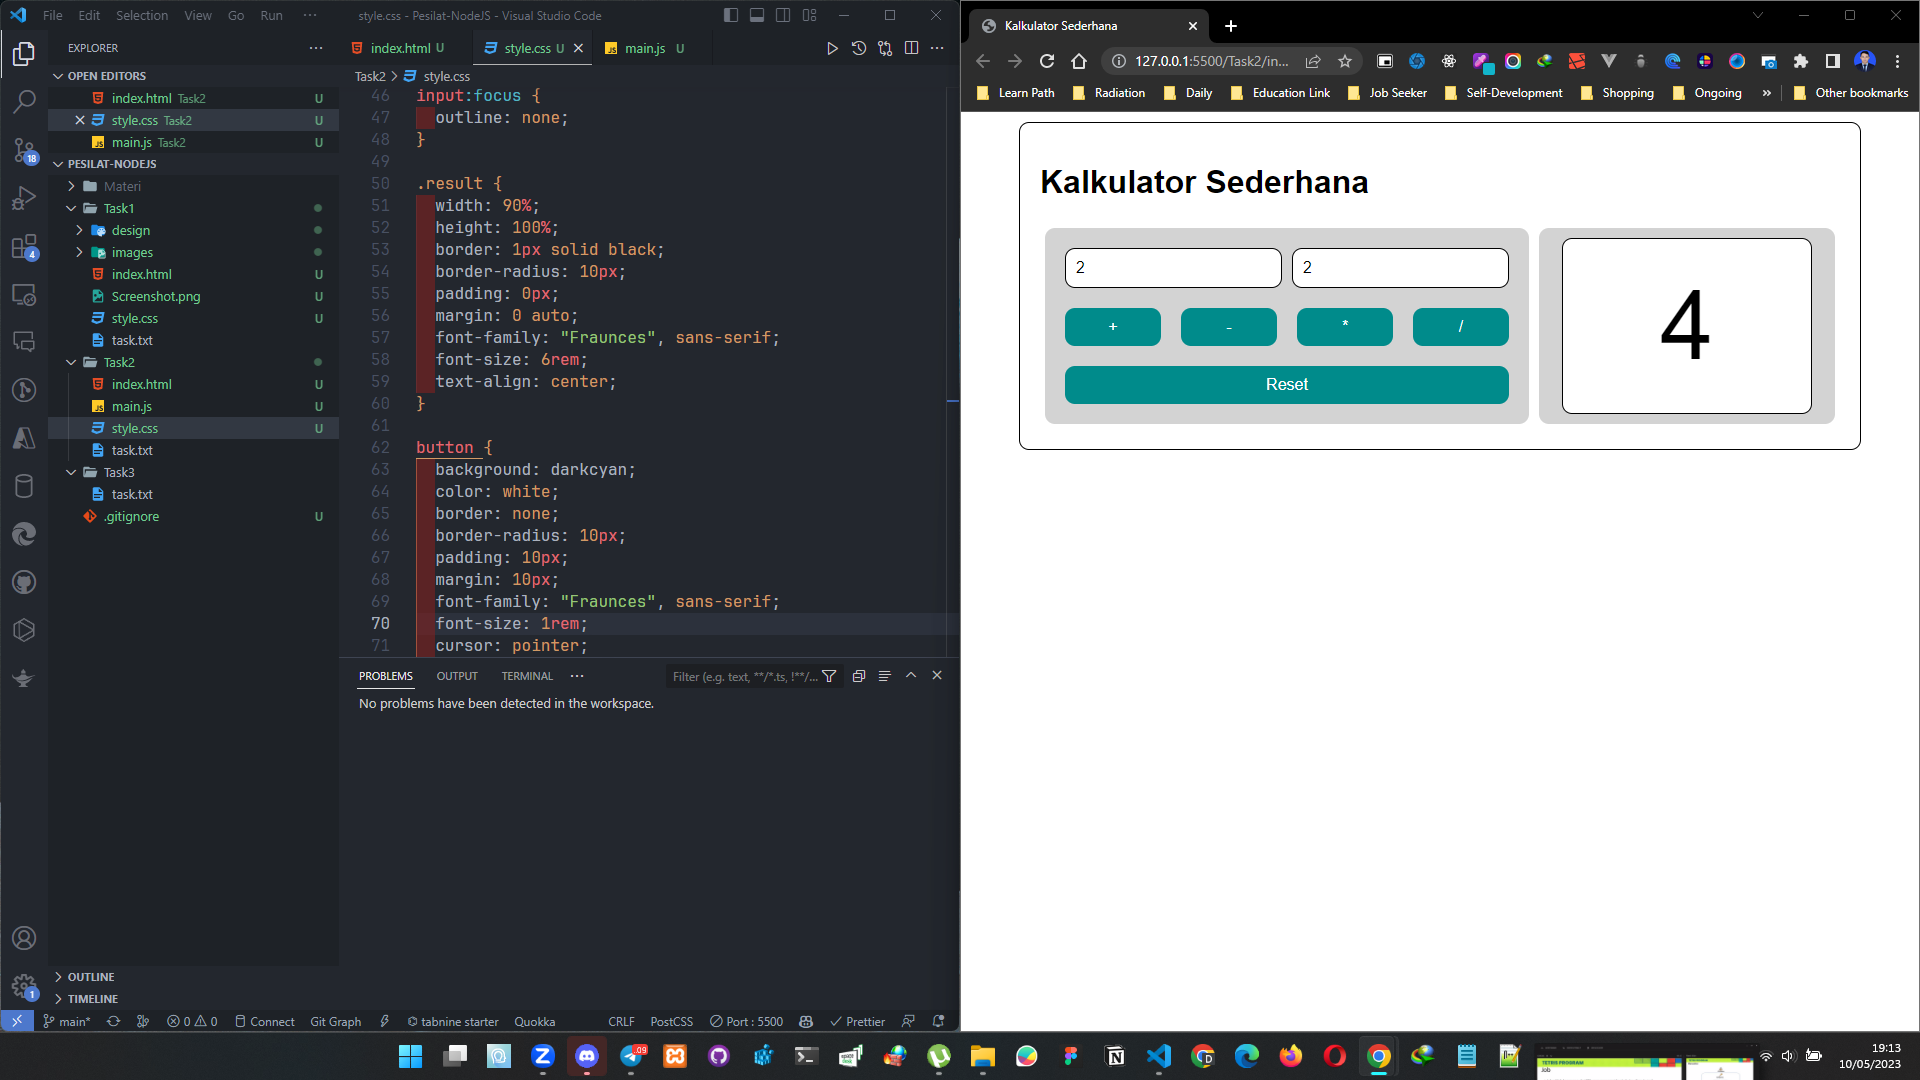 File Edit Selection View Go Run ··· style.css - Pesilat-NodeJS - Visual Studio Code
EXPLORER
OPEN EDITORS
index.html Task2 U
style.css Task2 U
main.js Task2 U
PESILAT-NODEJS
Materi
Task1
design
images
index.html U
Screenshot.png U
style.css U
task.txt U
Task2
index.html U
main.js U
style.css U
task.txt
Task3
task.txt
.gitignore U
OUTLINE
TIMELINE
18
4
1
index.html U style.css U main.js U
Task2 > style.css
46 input:focus {
47 outline: none;
48 }
49
50 .result {
51 width: 90%;
52 height: 100%;
53 border: 1px solid black;
54 border-radius: 10px;
55 padding: 0px;
56 margin: 0 auto;
57 font-family: "Fraunces", sans-serif;
58 font-size: 6rem;
59 text-align: center;
60 }
61
62 button {
63 background: darkcyan;
64 color: white;
65 border: none;
66 border-radius: 10px;
67 padding: 10px;
68 margin: 10px;
69 font-family: "Fraunces", sans-serif;
70 font-size: 1rem;
71 cursor: pointer;
PROBLEMS OUTPUT TERMINAL ··· Filter (e.g. text, **/*.ts, !**/...
No problems have been detected in the workspace.
main* 0 0 Connect Git Graph tabnine starter Quokka CRLF PostCSS Port : 5500 Prettier
Kalkulator Sederhana
127.0.0.1:5500/Task2/in...
Learn Path Radiation Daily Education Link Job Seeker Self-Development Shopping Ongoing » Other bookmarks
Kalkulator Sederhana
2 2
+ - * /
Reset
4
TETRIS PROGRAM
Job
19:13
10/05/2023